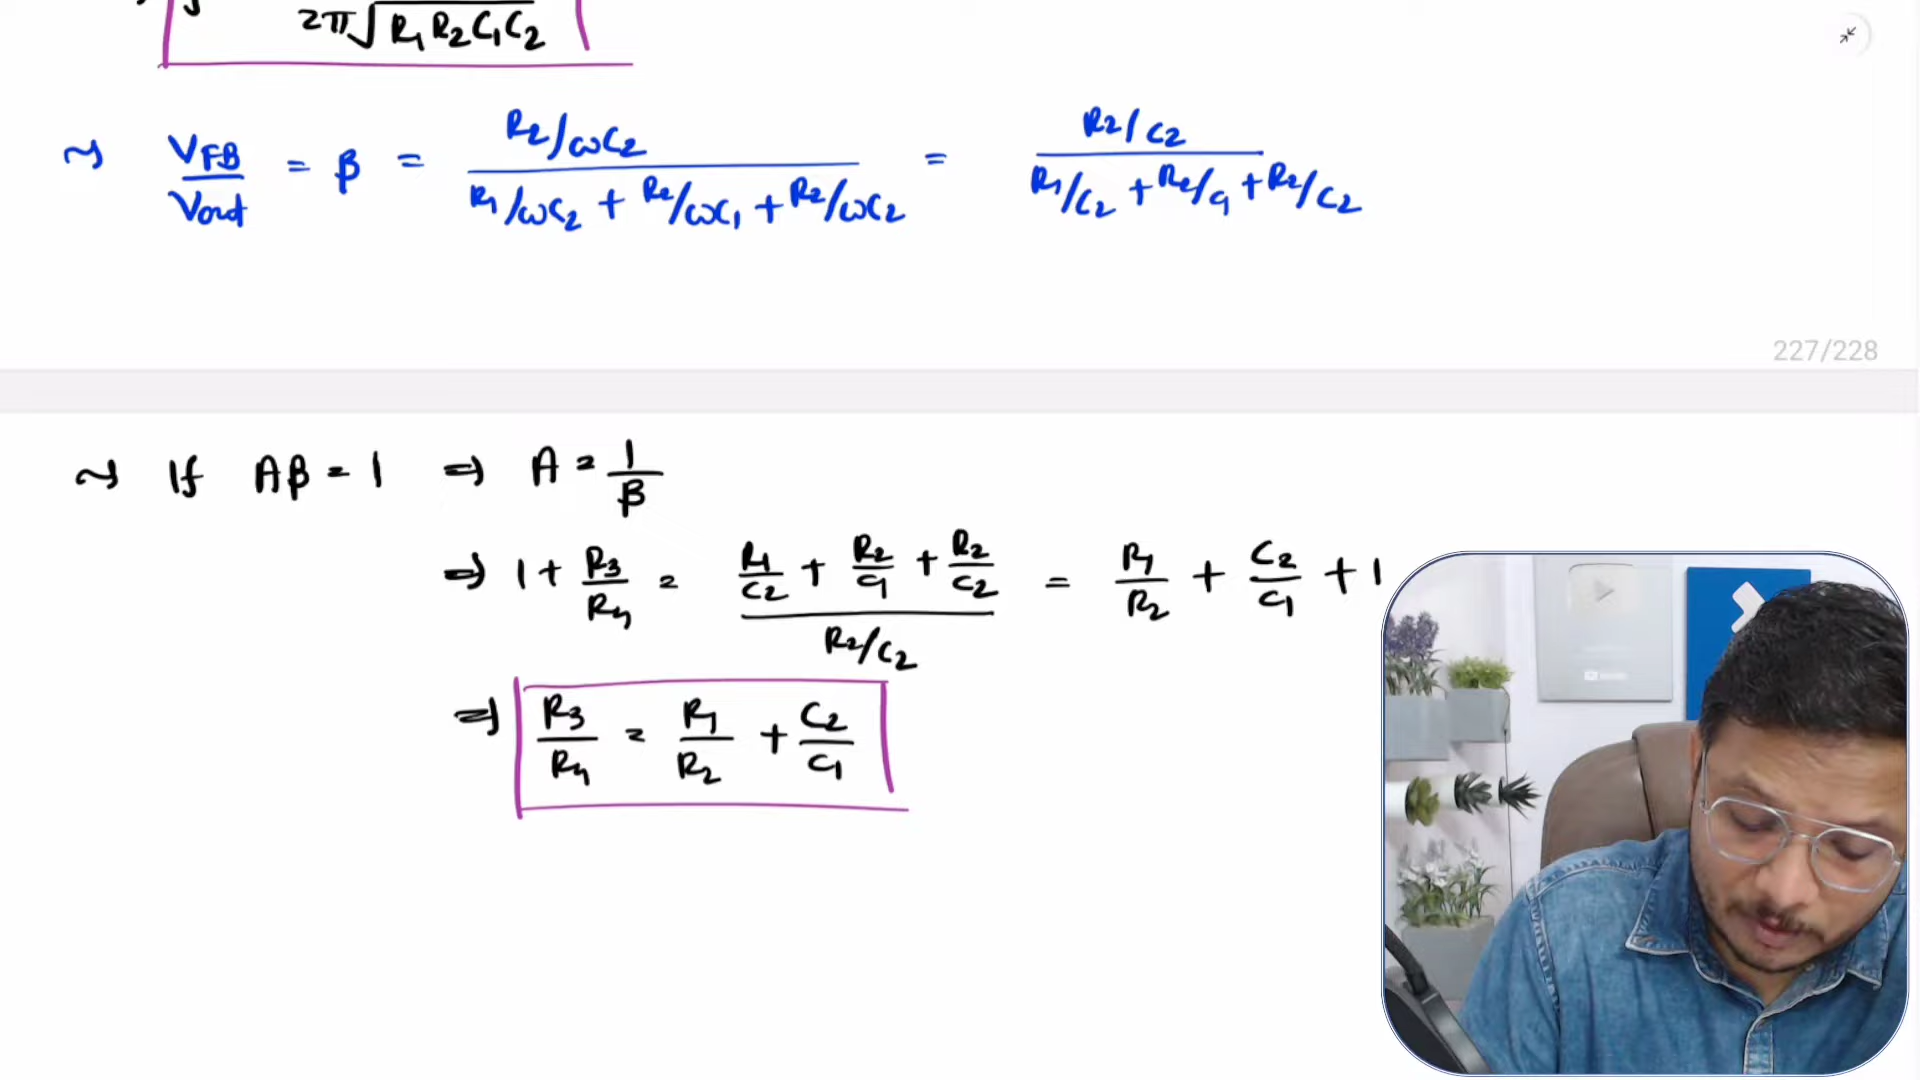 2π√R₁R₂C₁C₂
~> V_FB/Vout = β = (R₂/ωC₂)/(R₁/ωC₂ + R₂/ωC₁ + R₂/ωC₂) = (R₂/C₂)/(R₁/C₂ + R₂/C₁ + R₂/C₂)
227/228
~> If Aβ = 1 ⇒ A = 1/β
⇒ 1 + R₃/R₄ = (R₁/C₂ + R₂/C₁ + R₂/C₂)/(R₂/C₂) = R₁/R₂ + C₂/C₁ + 1
⇒ R₃/R₄ = R₁/R₂ + C₂/C₁